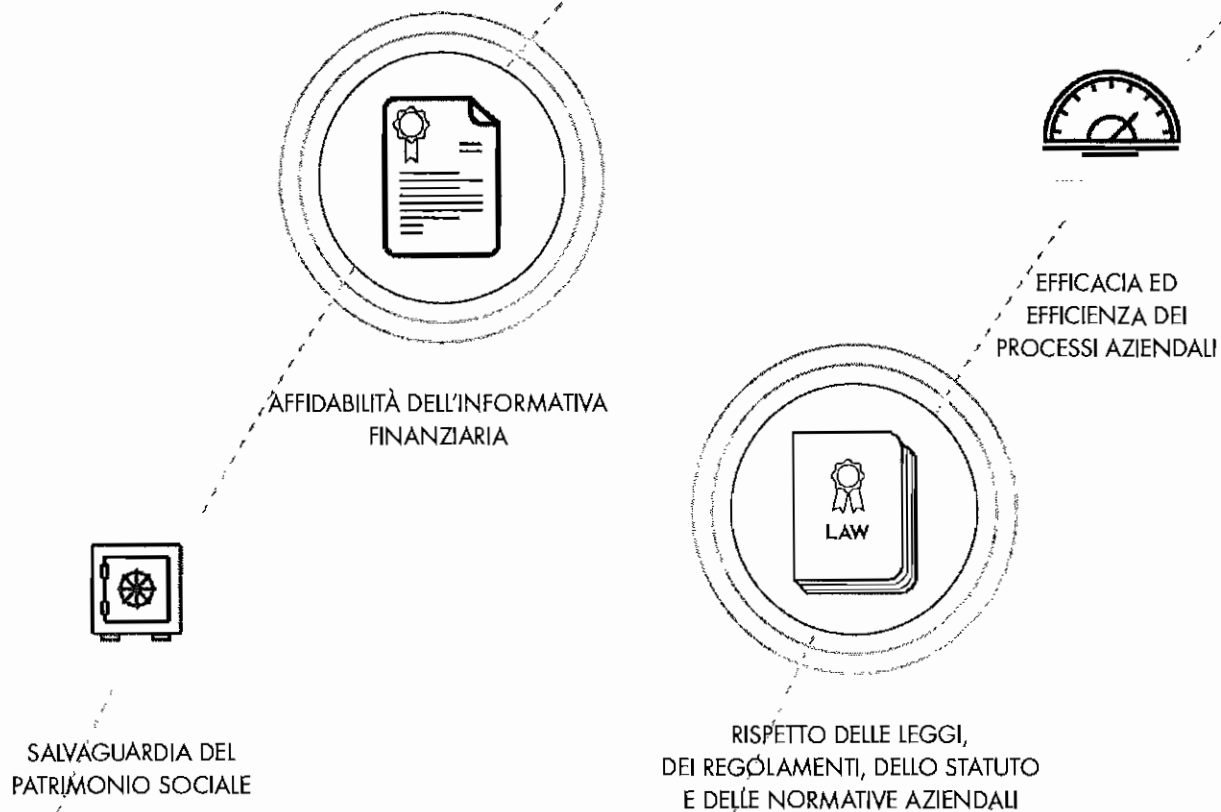 AFFIDABILITÀ DELL'INFORMATIVA
FINANZIARIA
EFFICACIA ED
EFFICIENZA DEI
PROCESSI AZIENDALI
LAW
SALVAGUARDIA DEL
PATRIMONIO SOCIALE
RISPETTO DELLE LEGGI,
DEI REGOLAMENTI, DELLO STATUTO
E DELLE NORMATIVE AZIENDALI